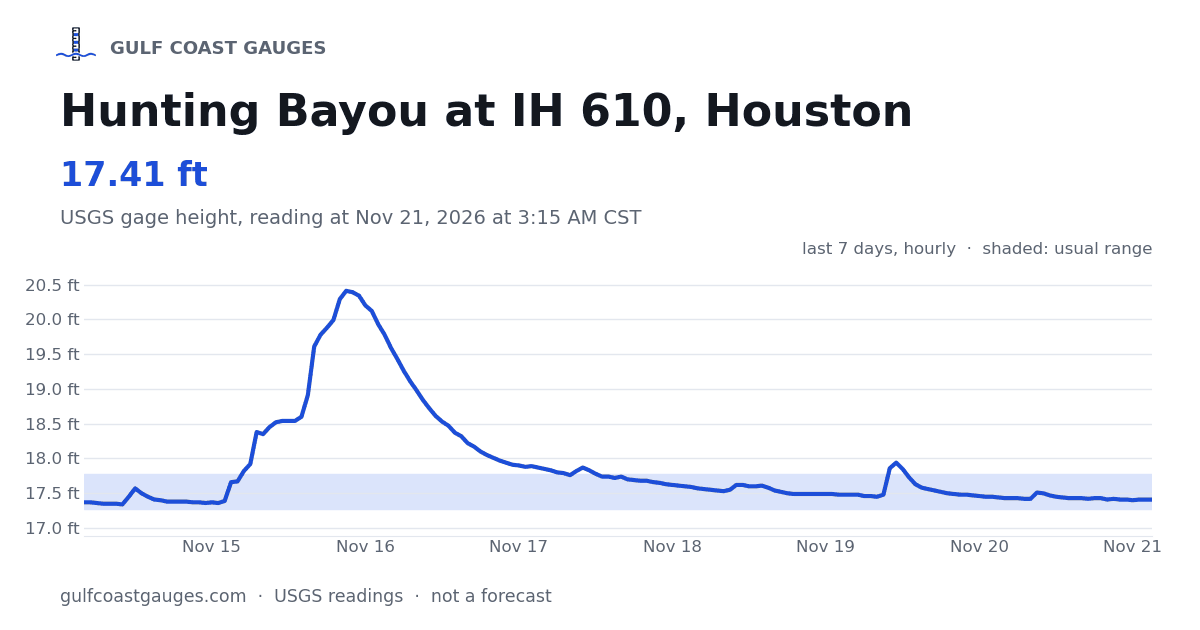 GULF COAST GAUGES
Hunting Bayou at IH 610, Houston
17.41 ft
USGS gage height, reading at Nov 21, 2026 at 3:15 AM CST
last 7 days, hourly · shaded: usual range
20.5 ft
20.0 ft
19.5 ft
19.0 ft
18.5 ft
18.0 ft
17.5 ft
17.0 ft
Nov 15 Nov 16 Nov 17 Nov 18 Nov 19 Nov 20 Nov 21
gulfcoastgauges.com · USGS readings · not a forecast